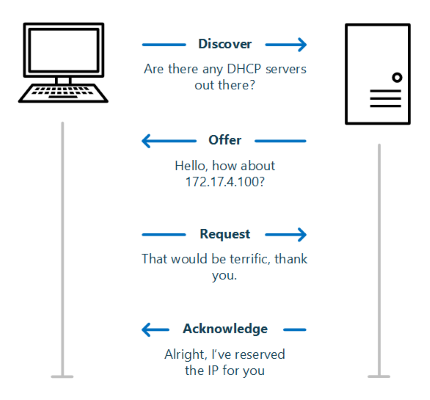 Discover
Are there any DHCP servers
out there?
Offer
Hello, how about
172.17.4.100?
Request
That would be terrific, thank
you.
Acknowledge
Alright, I've reserved
the IP for you